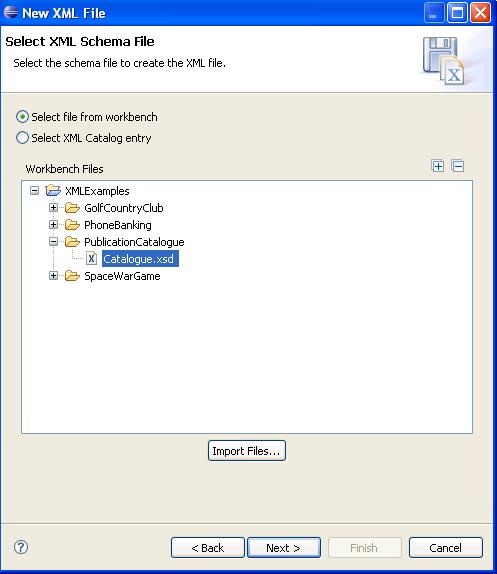 New XML File
Select XML Schema File
Select the schema file to create the XML file.
X
Select file from workbench
Select XML Catalog entry
Workbench Files
XMLExamples
GolfCountryClub
PhoneBanking
PublicationCatalogue
X Catalogue.xsd
SpaceWarGame
Import Files...
? < Back Next > Finish Cancel